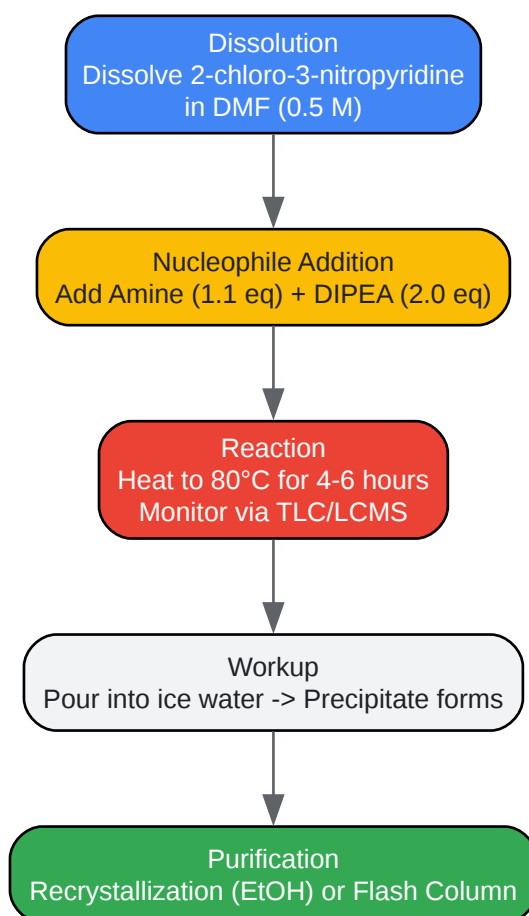 Dissolution
Dissolve 2-chloro-3-nitropyridine
in DMF (0.5 M)
Nucleophile Addition
Add Amine (1.1 eq) + DIPEA (2.0 eq)
Reaction
Heat to 80°C for 4-6 hours
Monitor via TLC/LCMS
Workup
Pour into ice water -> Precipitate forms
Purification
Recrystallization (EtOH) or Flash Column